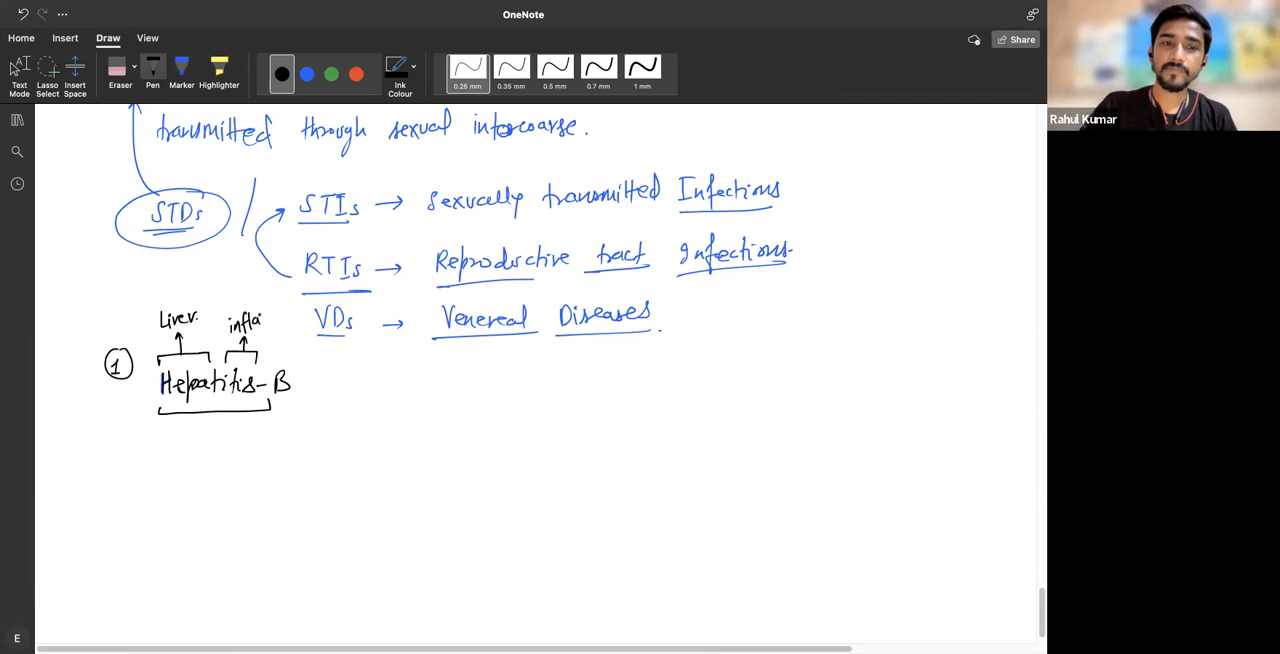 OneNote
Home Insert Draw View
Share
Text Mode Lasso Select Insert Space Eraser Pen Marker Highlighter Ink Colour 0.25 mm 0.35 mm 0.5 mm 0.7 mm 1 mm
Rahul Kumar
transmitted through sexual intercoarse.
STDs / STIs → Sexually transmitted Infections
RTIs → Reproductive tract Infections.
VDs → Venereal Diseases.
Liver. infla
1 Hepatitis-B
E